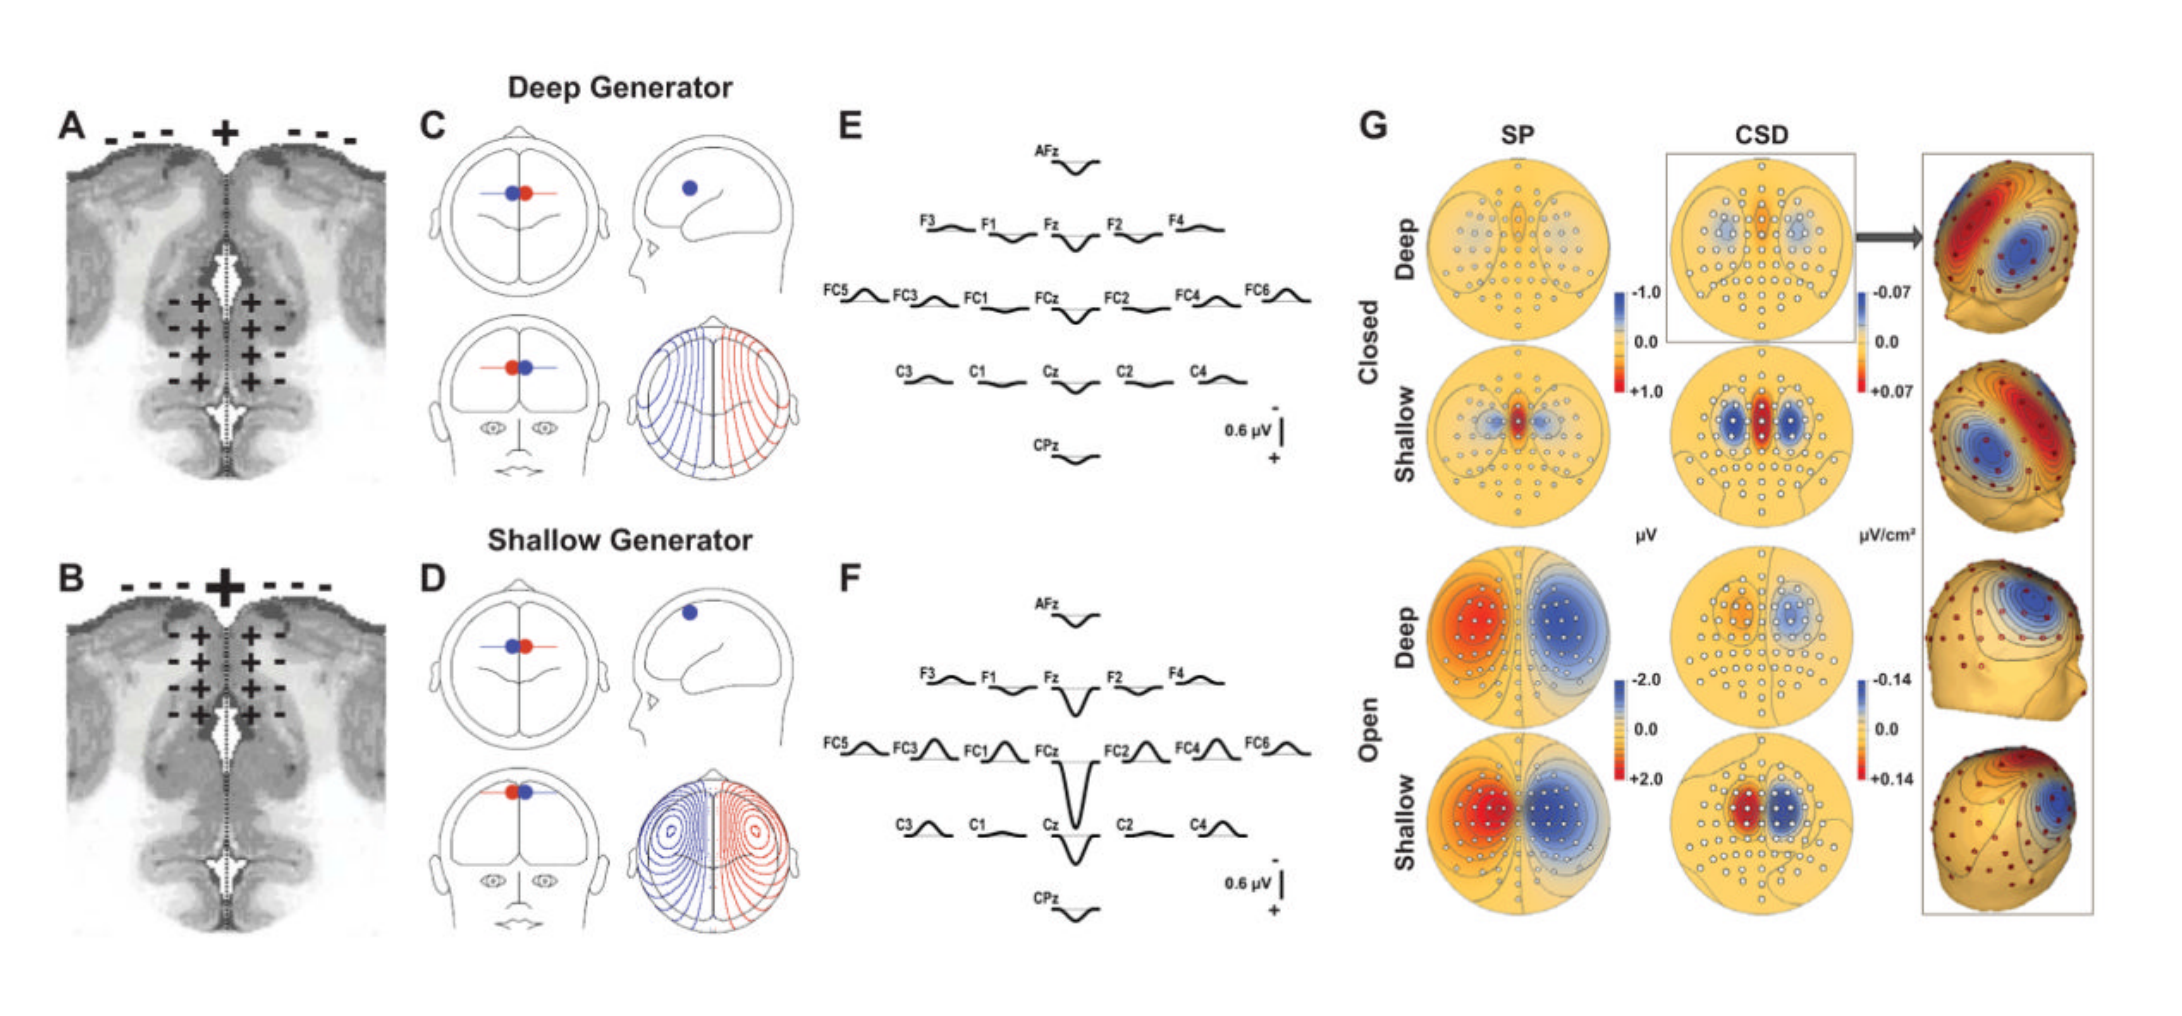 Deep Generator
A
- - - + - - -
- + + -
- + + -
- + + -
- + + -
C
E
AFz
F3 F1 Fz F2 F4
FC5 FC3 FC1 FCz FC2 FC4 FC6
C3 C1 Cz C2 C4
CPz
-
0.6 µV
+
Shallow Generator
B
- - - + - - -
- + + -
- + + -
- + + -
- + + -
D
F
AFz
F3 F1 Fz F2 F4
FC5 FC3 FC1 FCz FC2 FC4 FC6
C3 C1 Cz C2 C4
CPz
-
0.6 µV
+
G
SP CSD
Closed
Deep
Shallow
-1.0
0.0
+1.0
-0.07
0.0
+0.07
µV µV/cm²
Open
Deep
Shallow
-2.0
0.0
+2.0
-0.14
0.0
+0.14